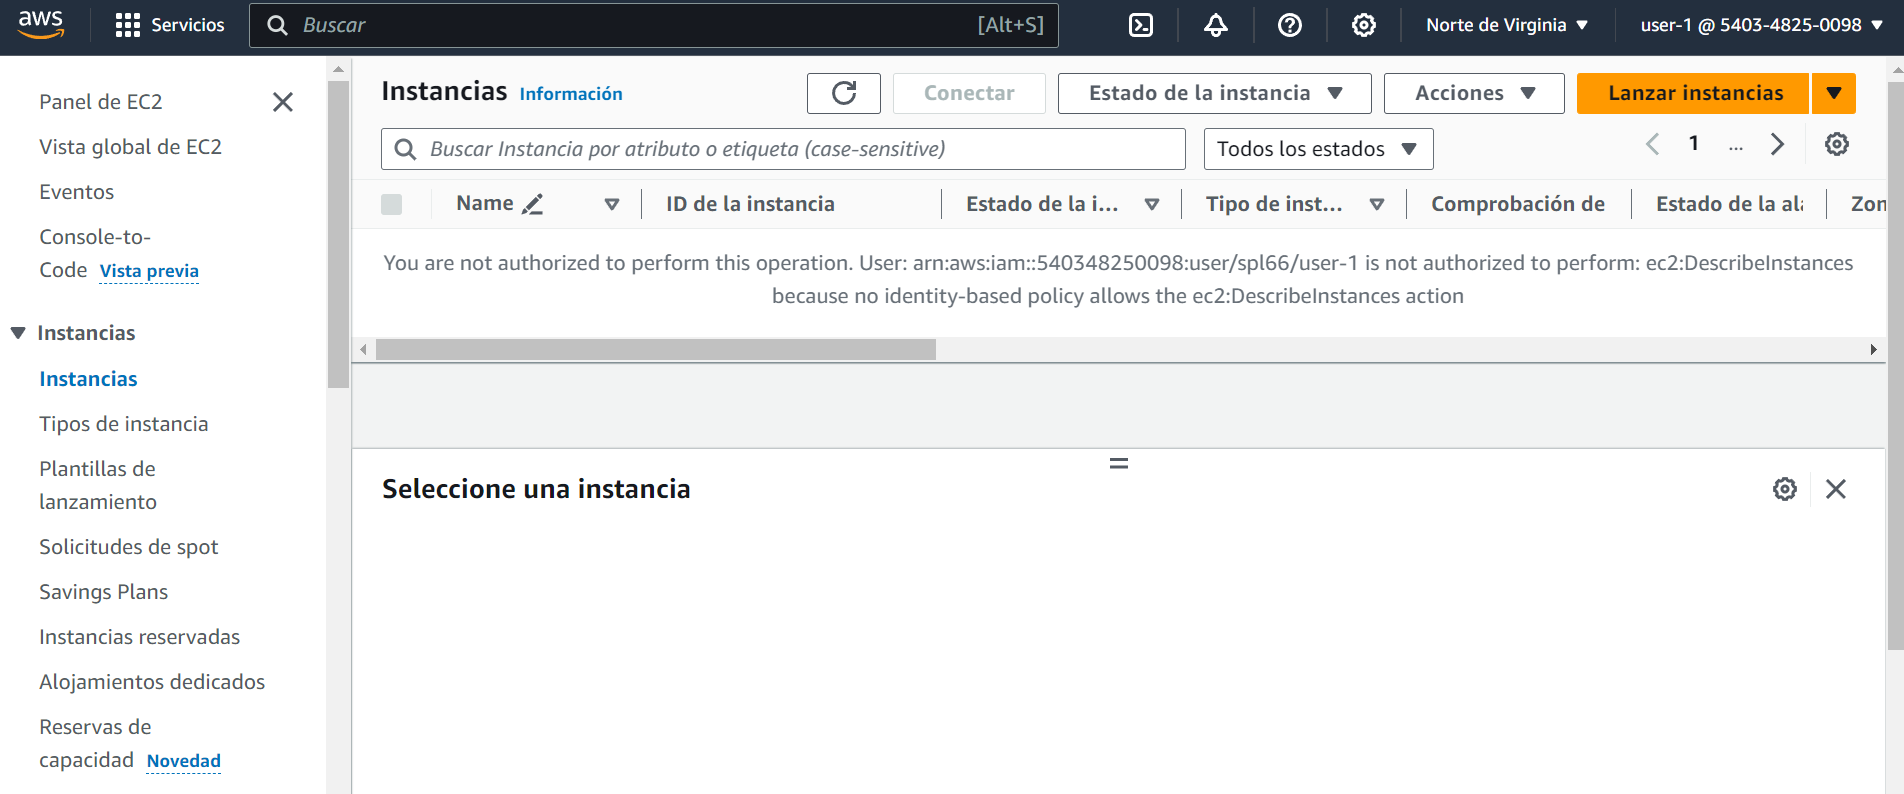 aws
Servicios
Buscar
[Alt+S]
Norte de Virginia
user-1 @ 5403-4825-0098
Panel de EC2
Vista global de EC2
Eventos
Console-to-
Code Vista previa
Instancias
Instancias
Tipos de instancia
Plantillas de
lanzamiento
Solicitudes de spot
Savings Plans
Instancias reservadas
Alojamientos dedicados
Reservas de
capacidad Novedad
Instancias Información
Conectar
Estado de la instancia
Acciones
Lanzar instancias
Buscar Instancia por atributo o etiqueta (case-sensitive)
Todos los estados
1 ...
Name
ID de la instancia
Estado de la i...
Tipo de inst...
Comprobación de
Estado de la ala
Zon
You are not authorized to perform this operation. User: arn:aws:iam::540348250098:user/spl66/user-1 is not authorized to perform: ec2:DescribeInstances
because no identity-based policy allows the ec2:DescribeInstances action
Seleccione una instancia